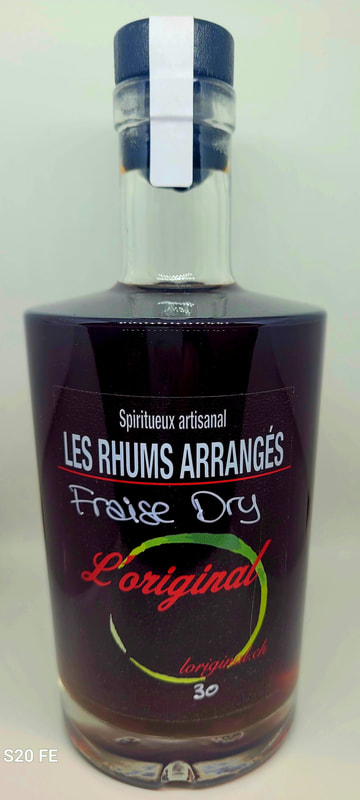 Spiritueux artisanal
LES RHUMS ARRANGÉS
Fraise Dry
L'original
loriginal.ch
30
S20 FE